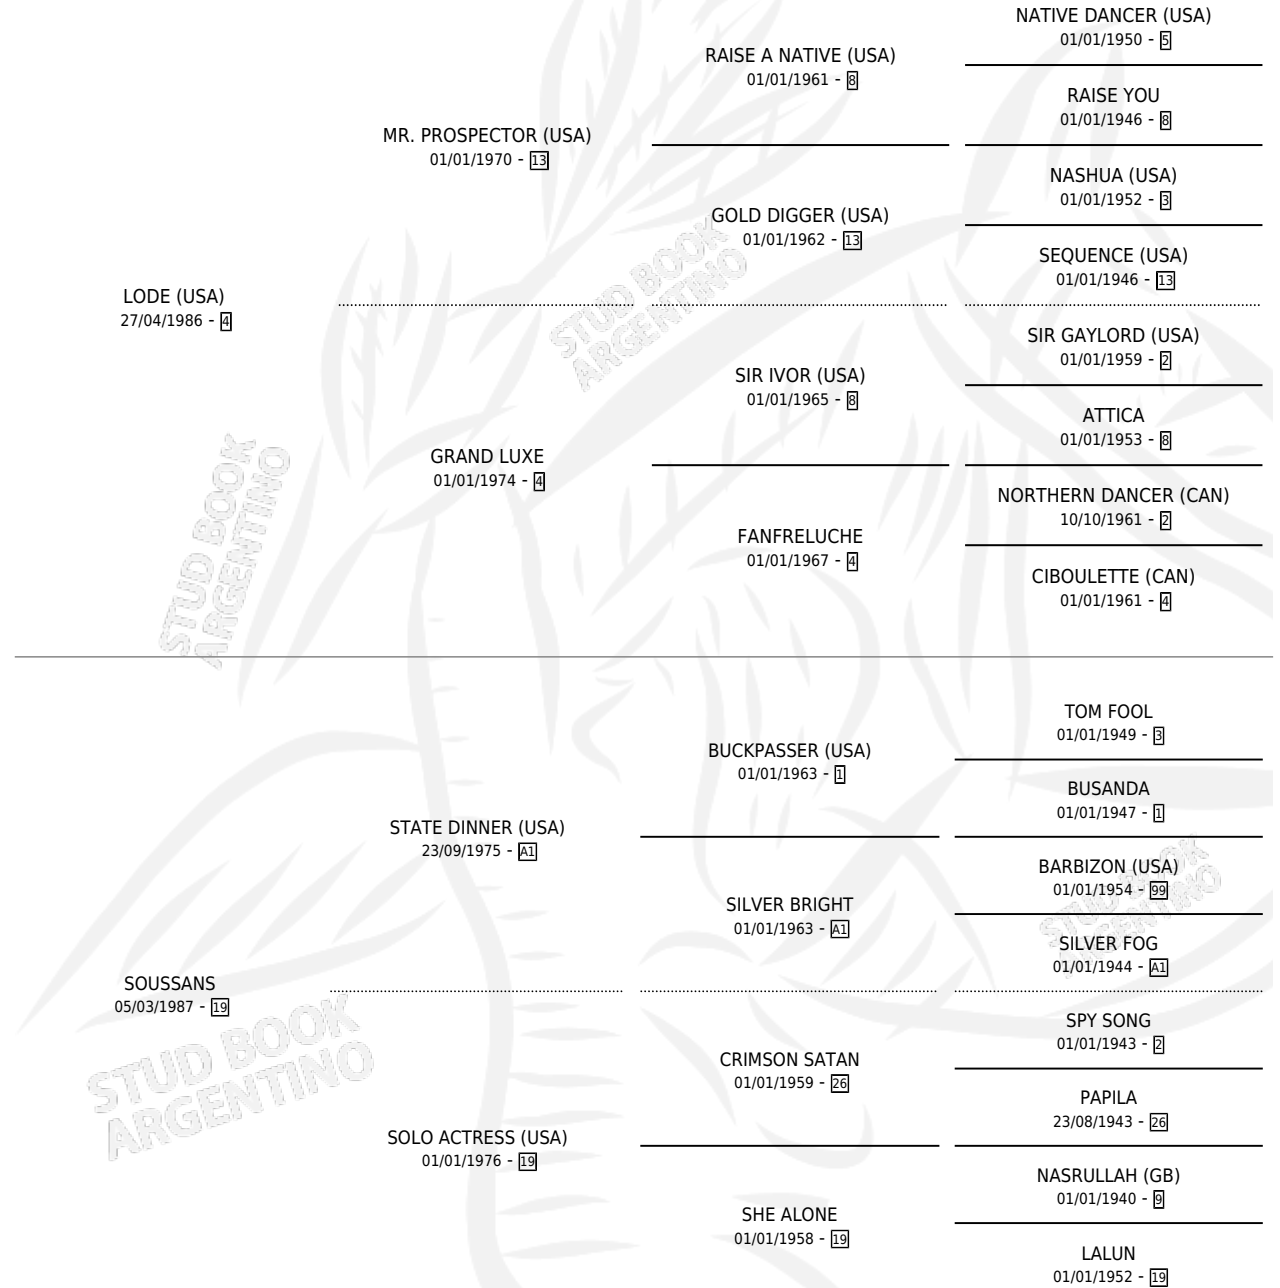 NATIVE DANCER (USA)
01/01/1950 - 5
RAISE A NATIVE (USA)
01/01/1961 - 8
RAISE YOU
01/01/1946 - 8
MR. PROSPECTOR (USA)
01/01/1970 - 13
NASHUA (USA)
01/01/1952 - 3
GOLD DIGGER (USA)
01/01/1962 - 13
SEQUENCE (USA)
01/01/1946 - 13
LODE (USA)
27/04/1986 - 4
STUD BOOK
ARGENTINO
SIR GAYLORD (USA)
01/01/1959 - 2
SIR IVOR (USA)
01/01/1965 - 8
ATTICA
01/01/1953 - 8
GRAND LUXE
01/01/1974 - 4
STUD BOOK
ARGENTINO
NORTHERN DANCER (CAN)
10/10/1961 - 2
FANFRELUCHE
01/01/1967 - 4
CIBOULETTE (CAN)
01/01/1961 - 4
TOM FOOL
01/01/1949 - 3
BUCKPASSER (USA)
01/01/1963 - 1
BUSANDA
01/01/1947 - 1
STATE DINNER (USA)
23/09/1975 - A1
BARBIZON (USA)
01/01/1954 - 99
STUD BOOK
ARGENTINO
SILVER BRIGHT
01/01/1963 - A1
SILVER FOG
01/01/1944 - A1
SOUSSANS
05/03/1987 - 19
STUD BOOK
ARGENTINO
SPY SONG
01/01/1943 - 2
CRIMSON SATAN
01/01/1959 - 26
PAPILA
23/08/1943 - 26
SOLO ACTRESS (USA)
01/01/1976 - 19
NASRULLAH (GB)
01/01/1940 - 9
SHE ALONE
01/01/1958 - 19
LALUN
01/01/1952 - 19